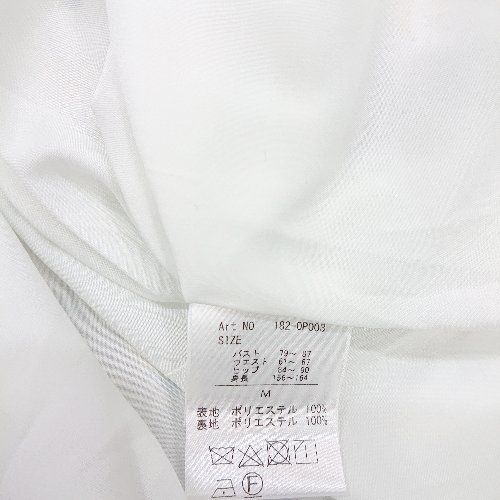 Art NO 182-OP003
SIZE
バスト 79～ 87
ウエスト 61～ 67
ヒップ 84～ 90
身長 156～164
M
表地 ポリエステル 100%
裏地 ポリエステル 100%
F